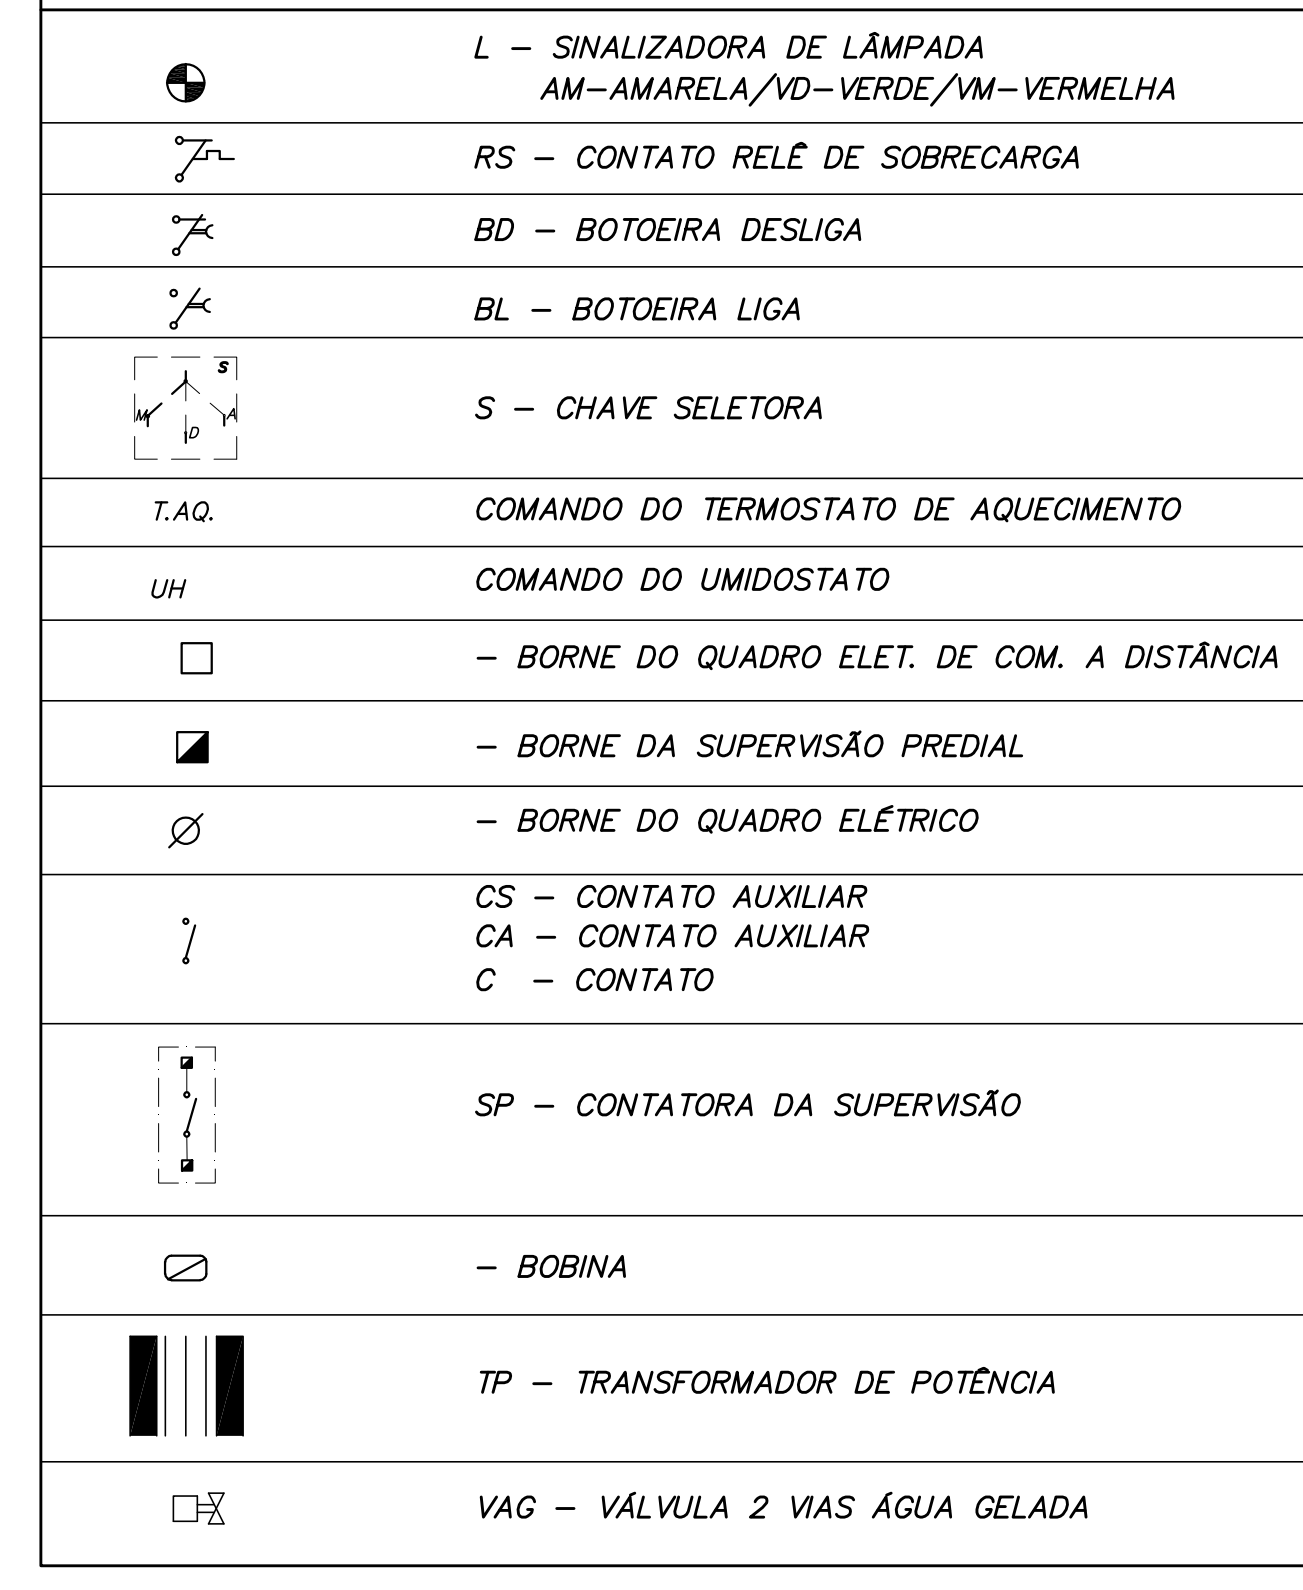 L – SINALIZADORA DE LÂMPADA
AM–AMARELA/VD–VERDE/VM–VERMELHA
RS – CONTATO RELÊ DE SOBRECARGA
BD – BOTOEIRA DESLIGA
BL – BOTOEIRA LIGA
S
M
A
D
S – CHAVE SELETORA
T.AQ.
COMANDO DO TERMOSTATO DE AQUECIMENTO
UH
COMANDO DO UMIDOSTATO
– BORNE DO QUADRO ELET. DE COM. A DISTÂNCIA
– BORNE DA SUPERVISÃO PREDIAL
– BORNE DO QUADRO ELÉTRICO
CS – CONTATO AUXILIAR
CA – CONTATO AUXILIAR
C – CONTATO
SP – CONTATORA DA SUPERVISÃO
– BOBINA
TP – TRANSFORMADOR DE POTÊNCIA
VAG – VÁLVULA 2 VIAS ÁGUA GELADA